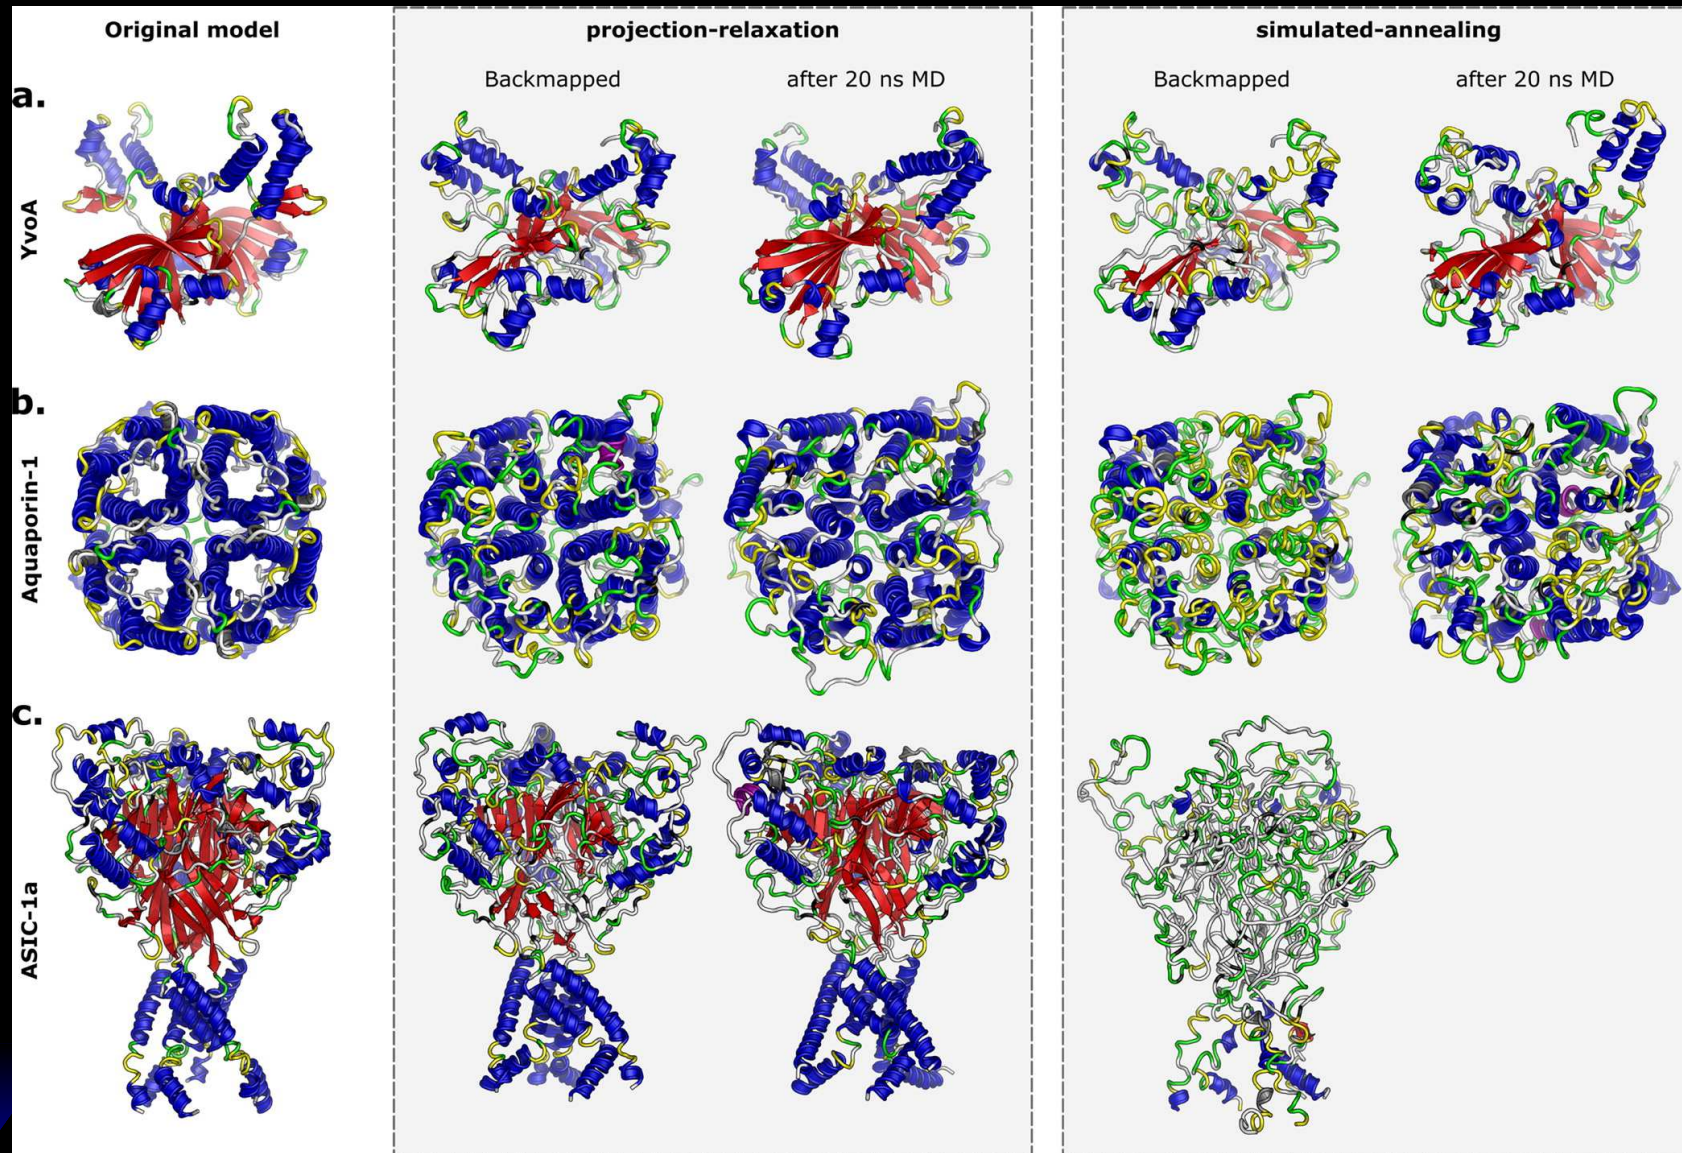 Original model
projection-relaxation
simulated-annealing
Backmapped
after 20 ns MD
Backmapped
after 20 ns MD
a.
YvoA
b.
Aquaporin-1
c.
ASIC-1a